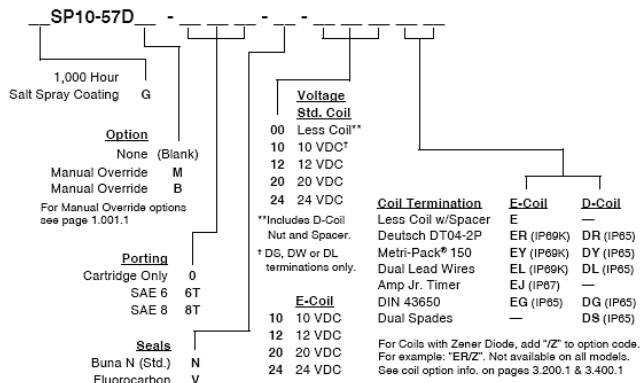 __SP10-57D__ - ______ - __ - ______ ____
1,000 Hour
Salt Spray Coating G
Option
None (Blank)
Manual Override M
Manual Override B
For Manual Override options
see page 1.001.1
Porting
Cartridge Only 0
SAE 6 6T
SAE 8 8T
Seals
Buna N (Std.) N
Fluorocarbon V
Voltage
Std. Coil
00 Less Coil**
10 10 VDC†
12 12 VDC
20 20 VDC
24 24 VDC
**Includes D-Coil
Nut and Spacer.
† DS, DW or DL
terminations only.
E-Coil
10 10 VDC
12 12 VDC
20 20 VDC
24 24 VDC
Coil Termination E-Coil D-Coil
Less Coil w/Spacer E —
Deutsch DT04-2P ER (IP69K) DR (IP65)
Metri-Pack® 150 EY (IP69K) DY (IP65)
Dual Lead Wires EL (IP69K) DL (IP65)
Amp Jr. Timer EJ (IP67) —
DIN 43650 EG (IP65) DG (IP65)
Dual Spades — DS (IP65)
For Coils with Zener Diode, add "/Z" to option code.
For example: "ER/Z". Not available on all models.
See coil option info. on pages 3.200.1 & 3.400.1